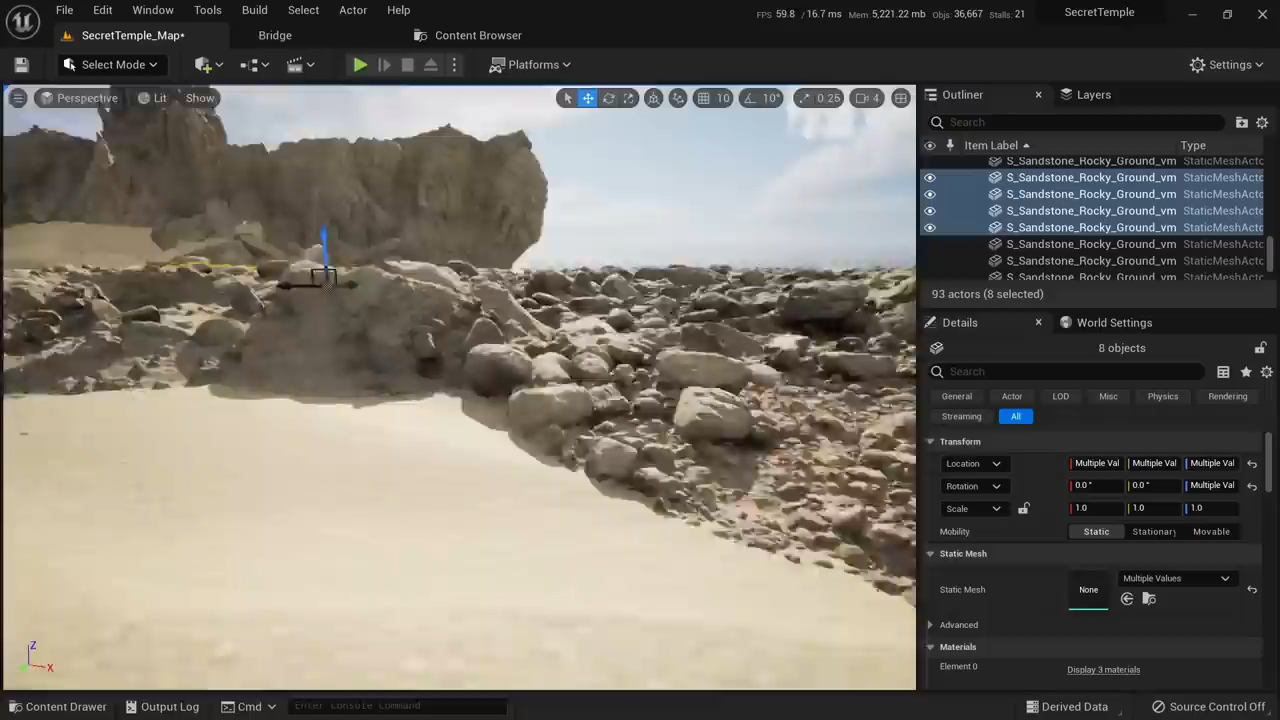 File Edit Window Tools Build Select Actor Help
FPS 59.8 / 16.7 ms Mem: 5,221.22 mb Objs: 36,667 Stalls: 21
SecretTemple
SecretTemple_Map•
Bridge
Content Browser
Select Mode
Platforms
Settings
Perspective
Lit
Show
10
10°
0.25
4
Outliner
Layers
Search
Item Label
Type
S_Sandstone_Rocky_Ground_vm StaticMeshActo
S_Sandstone_Rocky_Ground_vm StaticMeshActo
S_Sandstone_Rocky_Ground_vm StaticMeshActo
S_Sandstone_Rocky_Ground_vm StaticMeshActo
S_Sandstone_Rocky_Ground_vm StaticMeshActo
S_Sandstone_Rocky_Ground_vm StaticMeshActo
S_Sandstone_Rocky_Ground_vm StaticMeshActo
S_Sandstone_Rocky_Ground_vm StaticMeshActo
93 actors (8 selected)
Details
World Settings
8 objects
Search
General Actor LOD Misc Physics Rendering
Streaming All
Transform
Location Multiple Val Multiple Val Multiple Val
Rotation 0.0 ° 0.0 ° Multiple Val
Scale 1.0 1.0 1.0
Mobility Static Stationary Movable
Static Mesh
Static Mesh None Multiple Values
Advanced
Materials
Element 0 Display 3 materials
Z
X
Content Drawer
Output Log
Cmd
Enter Console Command
Derived Data
Source Control Off